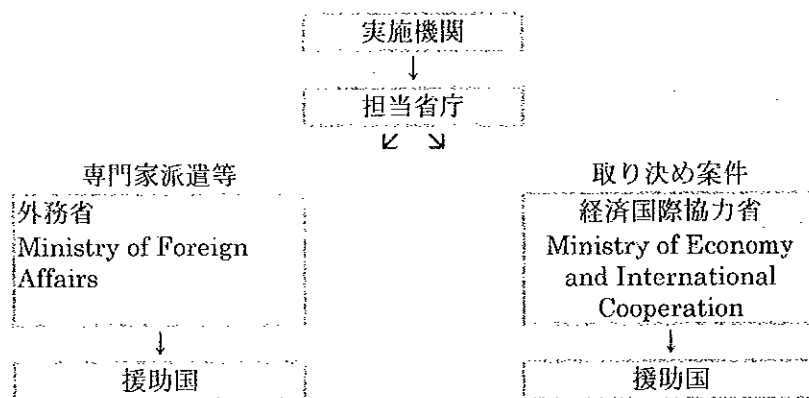 実施機関
↓
担当省庁
↙ ↘
専門家派遣等
外務省
Ministry of Foreign
Affairs
↓
援助国
取り決め案件
経済国際協力省
Ministry of Economy
and International
Cooperation
↓
援助国